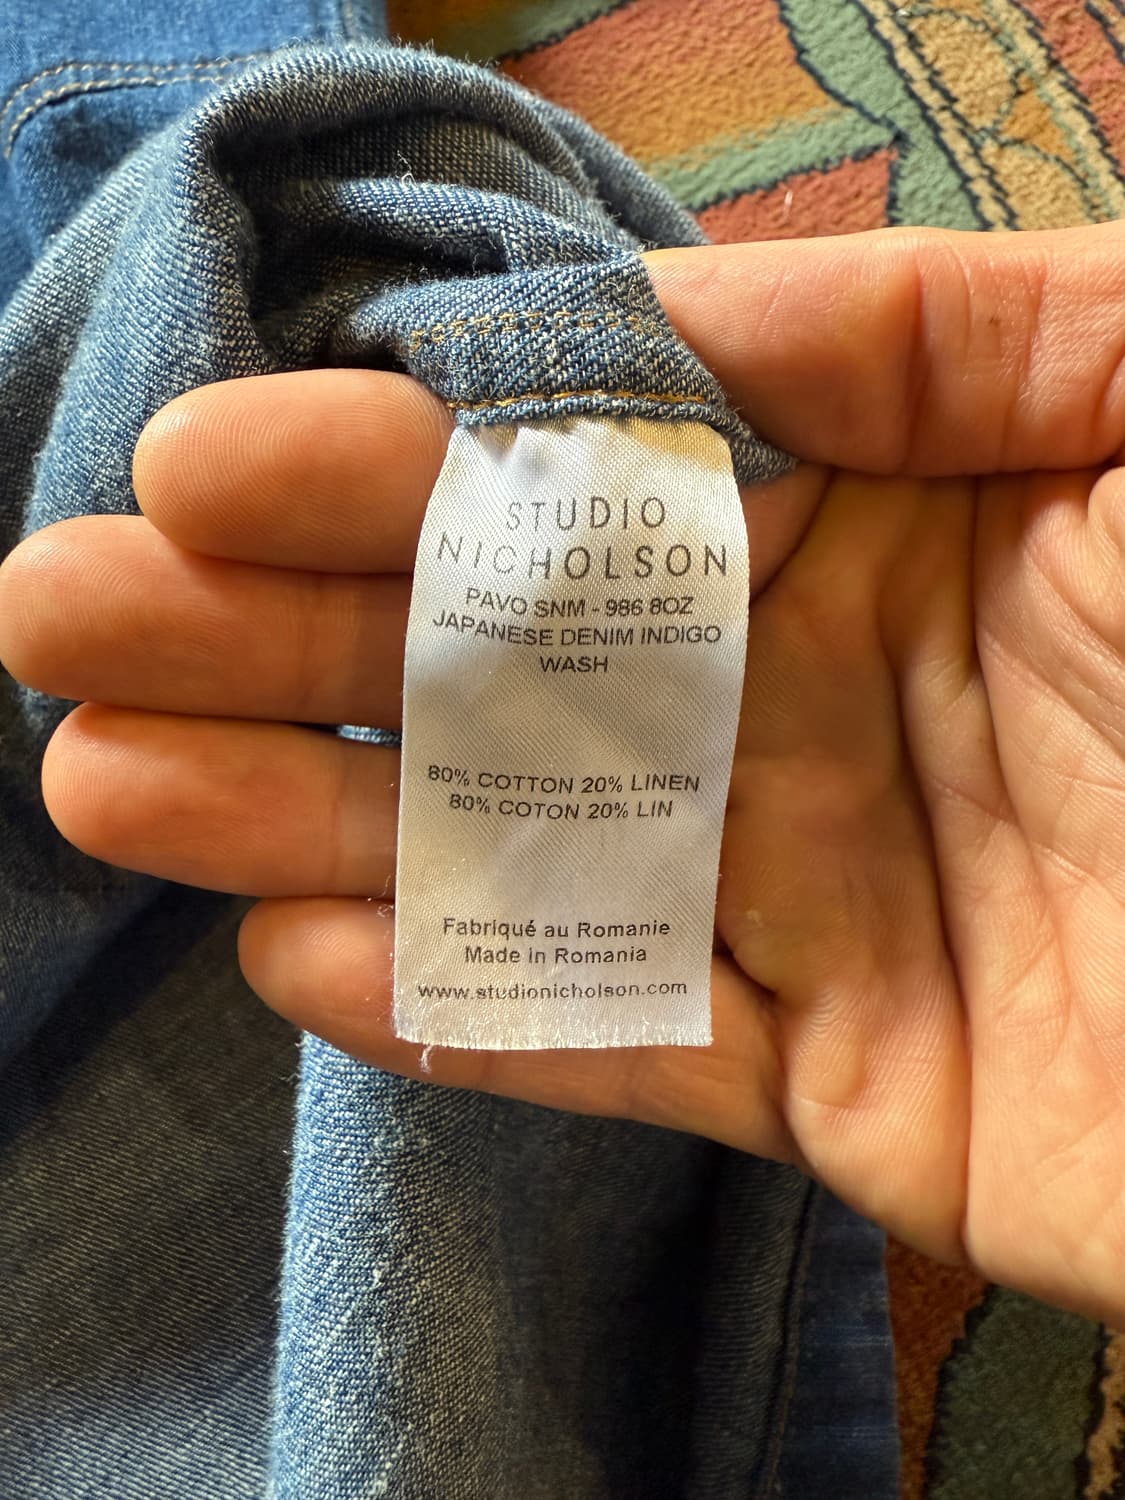 STUDIO
NICHOLSON
PAVO SNM - 986 8OZ
JAPANESE DENIM INDIGO
WASH
80% COTTON 20% LINEN
80% COTON 20% LIN
Fabriqué au Romanie
Made in Romania
www.studionicholson.com